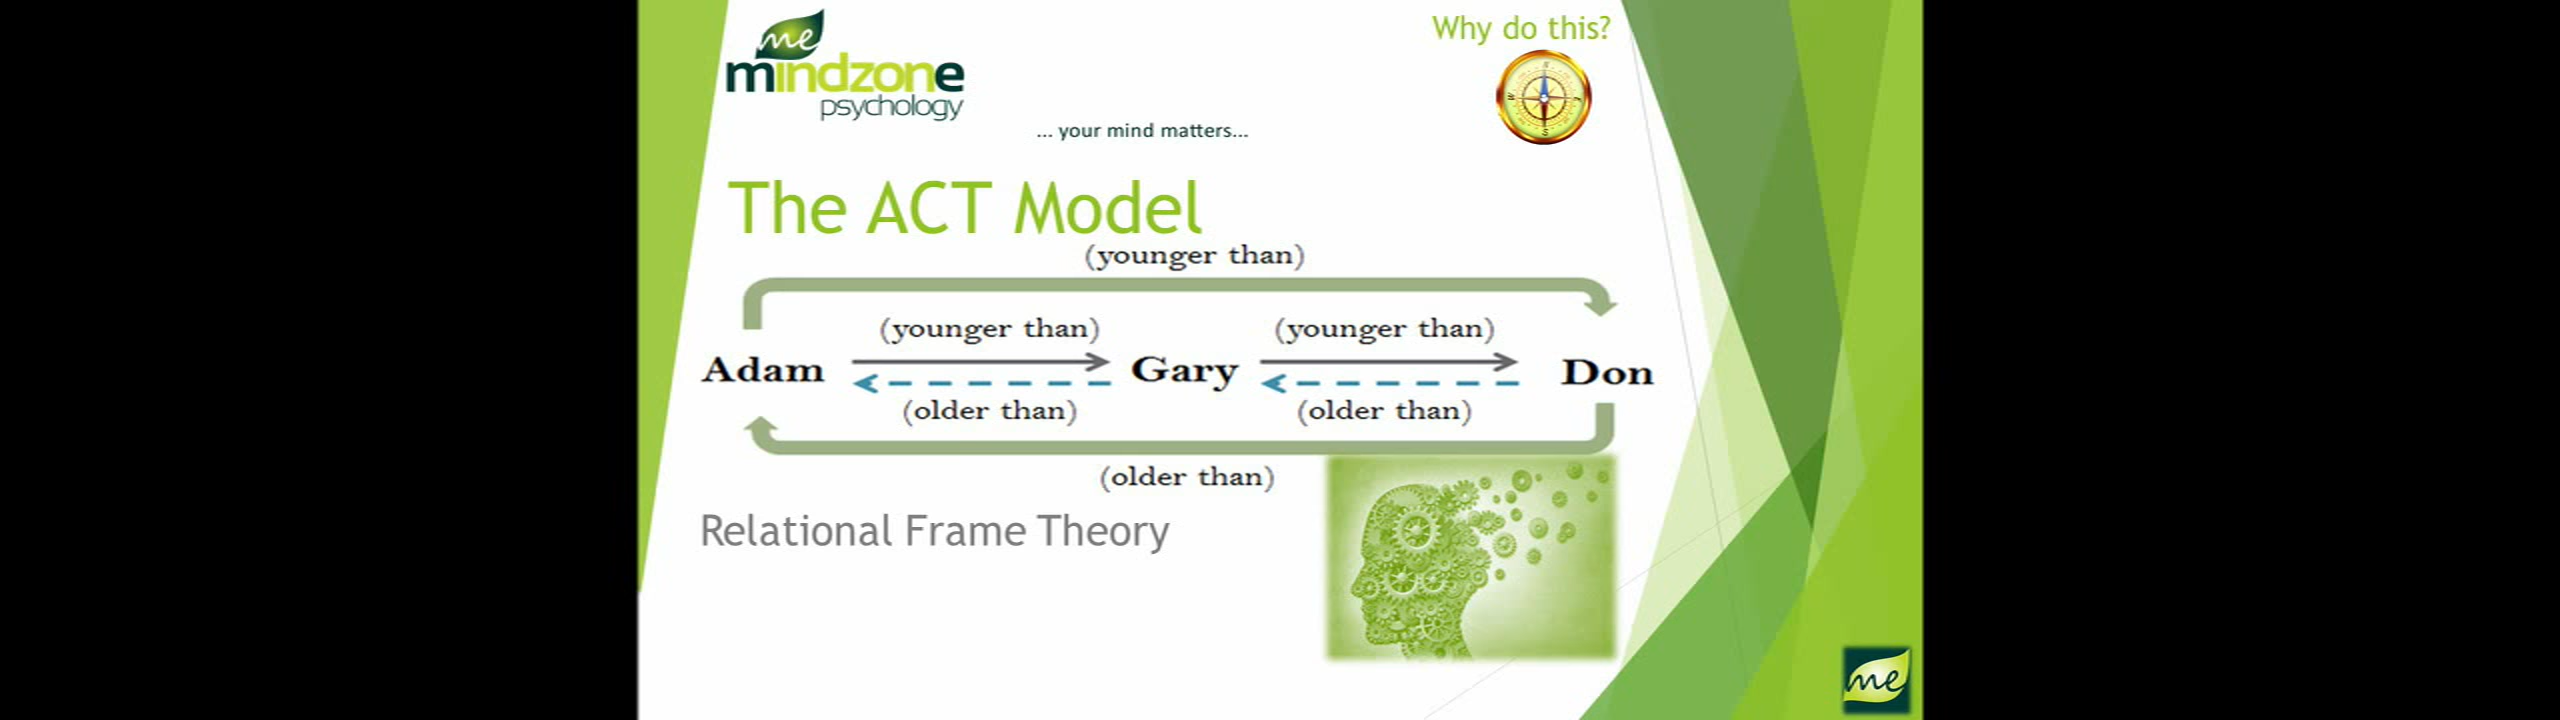 Why do this?
me
mindzone
psychology
... your mind matters...
The ACT Model
(younger than)
(younger than) (younger than)
Adam Gary Don
(older than) (older than)
(older than)
Relational Frame Theory
me